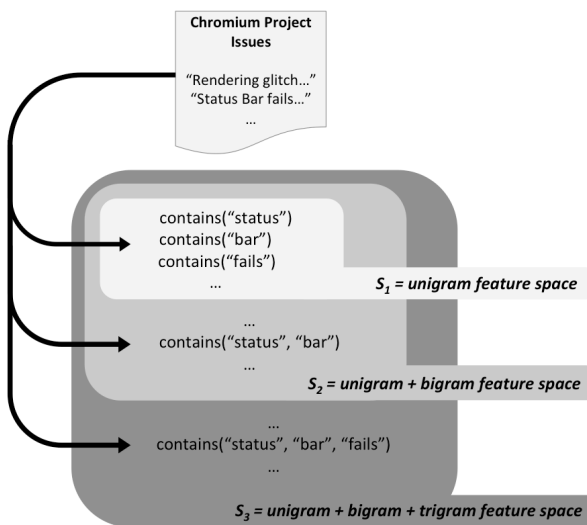 Chromium Project
Issues
“Rendering glitch…”
“Status Bar fails…”
…
contains(“status”)
contains(“bar”)
contains(“fails”)
…
S1 = unigram feature space
…
contains(“status”, “bar”)
…
S2 = unigram + bigram feature space
…
contains(“status”, “bar”, “fails”)
…
S3 = unigram + bigram + trigram feature space